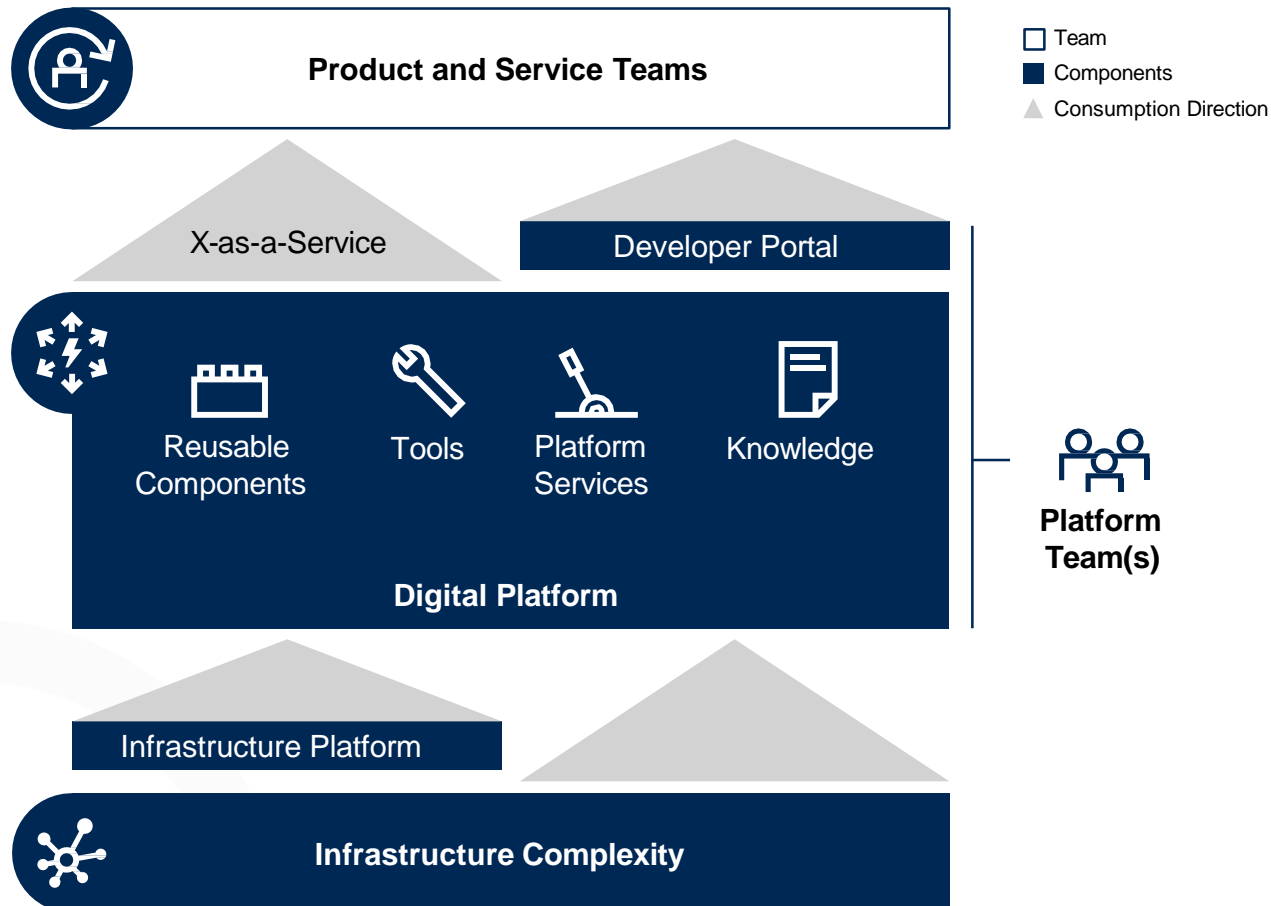 Product and Service Teams
Team
Components
Consumption Direction
X-as-a-Service
Developer Portal
Reusable
Components
Tools
Platform
Services
Knowledge
Digital Platform
Platform
Team(s)
Infrastructure Platform
Infrastructure Complexity